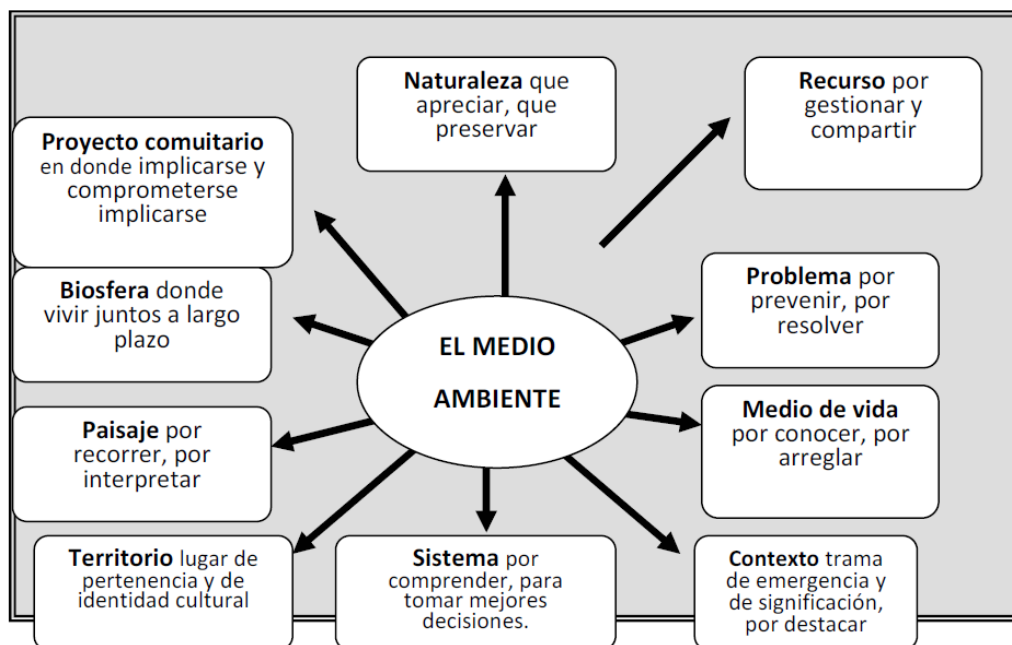 Naturaleza que
apreciar, que
preservar
Recurso por
gestionar y
compartir
Proyecto comuitario
en donde implicarse y
comprometerse
implicarse
Biosfera donde
vivir juntos a largo
plazo
Problema por
prevenir, por
resolver
EL MEDIO
AMBIENTE
Paisaje por
recorrer, por
interpretar
Medio de vida
por conocer, por
arreglar
Territorio lugar de
pertenencia y de
identidad cultural
Sistema por
comprender, para
tomar mejores
decisiones.
Contexto trama
de emergencia y
de significación,
por destacar